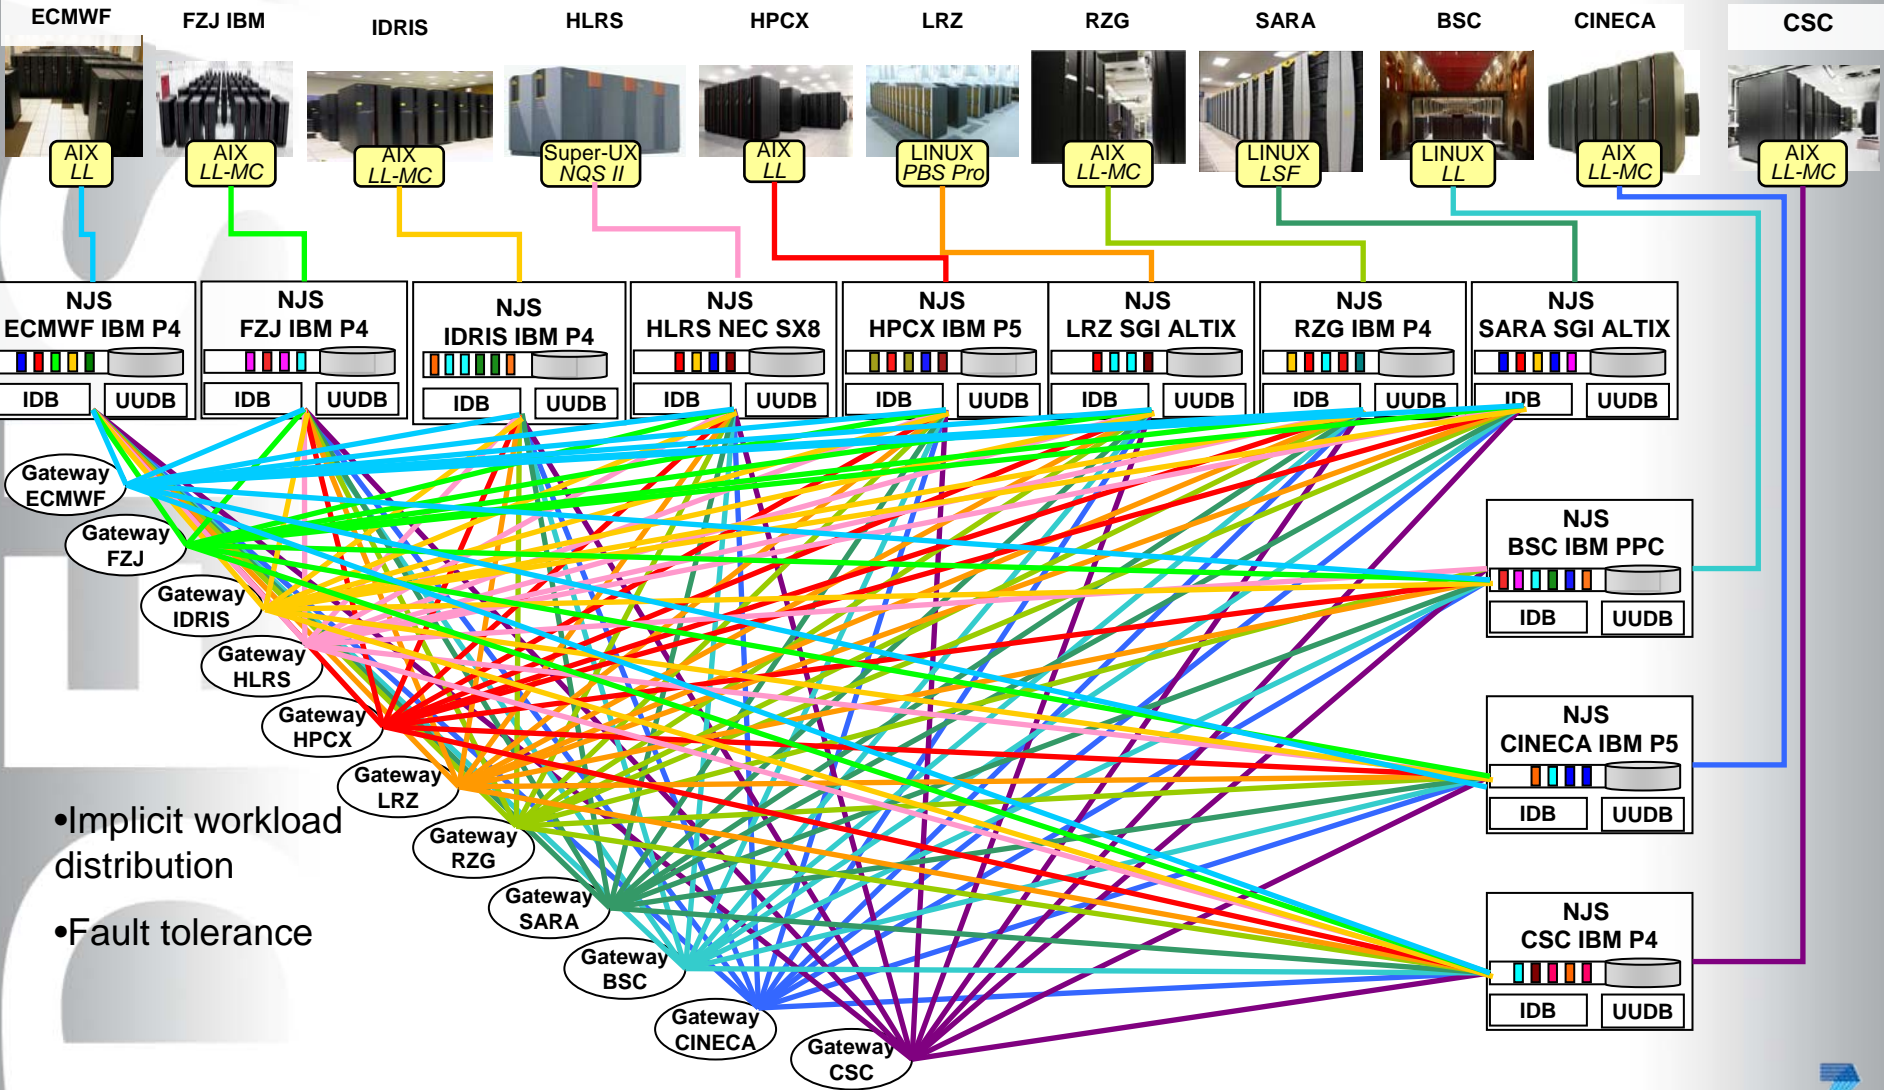 ECMWF
FZJ IBM
IDRIS
HLRS
HPCX
LRZ
RZG
SARA
BSC
CINECA
CSC
AIX
LL
AIX
LL-MC
AIX
LL-MC
Super-UX
NQS II
AIX
LL
LINUX
PBS Pro
AIX
LL-MC
LINUX
LSF
LINUX
LL
AIX
LL-MC
AIX
LL-MC
NJS
ECMWF IBM P4
IDB
UUDB
NJS
FZJ IBM P4
IDB
UUDB
NJS
IDRIS IBM P4
IDB
UUDB
NJS
HLRS NEC SX8
IDB
UUDB
NJS
HPCX IBM P5
IDB
UUDB
NJS
LRZ SGI ALTIX
IDB
UUDB
NJS
RZG IBM P4
IDB
UUDB
NJS
SARA SGI ALTIX
IDB
UUDB
NJS
BSC IBM PPC
IDB
UUDB
NJS
CINECA IBM P5
IDB
UUDB
NJS
CSC IBM P4
IDB
UUDB
Gateway
ECMWF
Gateway
FZJ
Gateway
IDRIS
Gateway
HLRS
Gateway
HPCX
Gateway
LRZ
Gateway
RZG
Gateway
SARA
Gateway
BSC
Gateway
CINECA
Gateway
CSC
•Implicit workload
distribution
•Fault tolerance